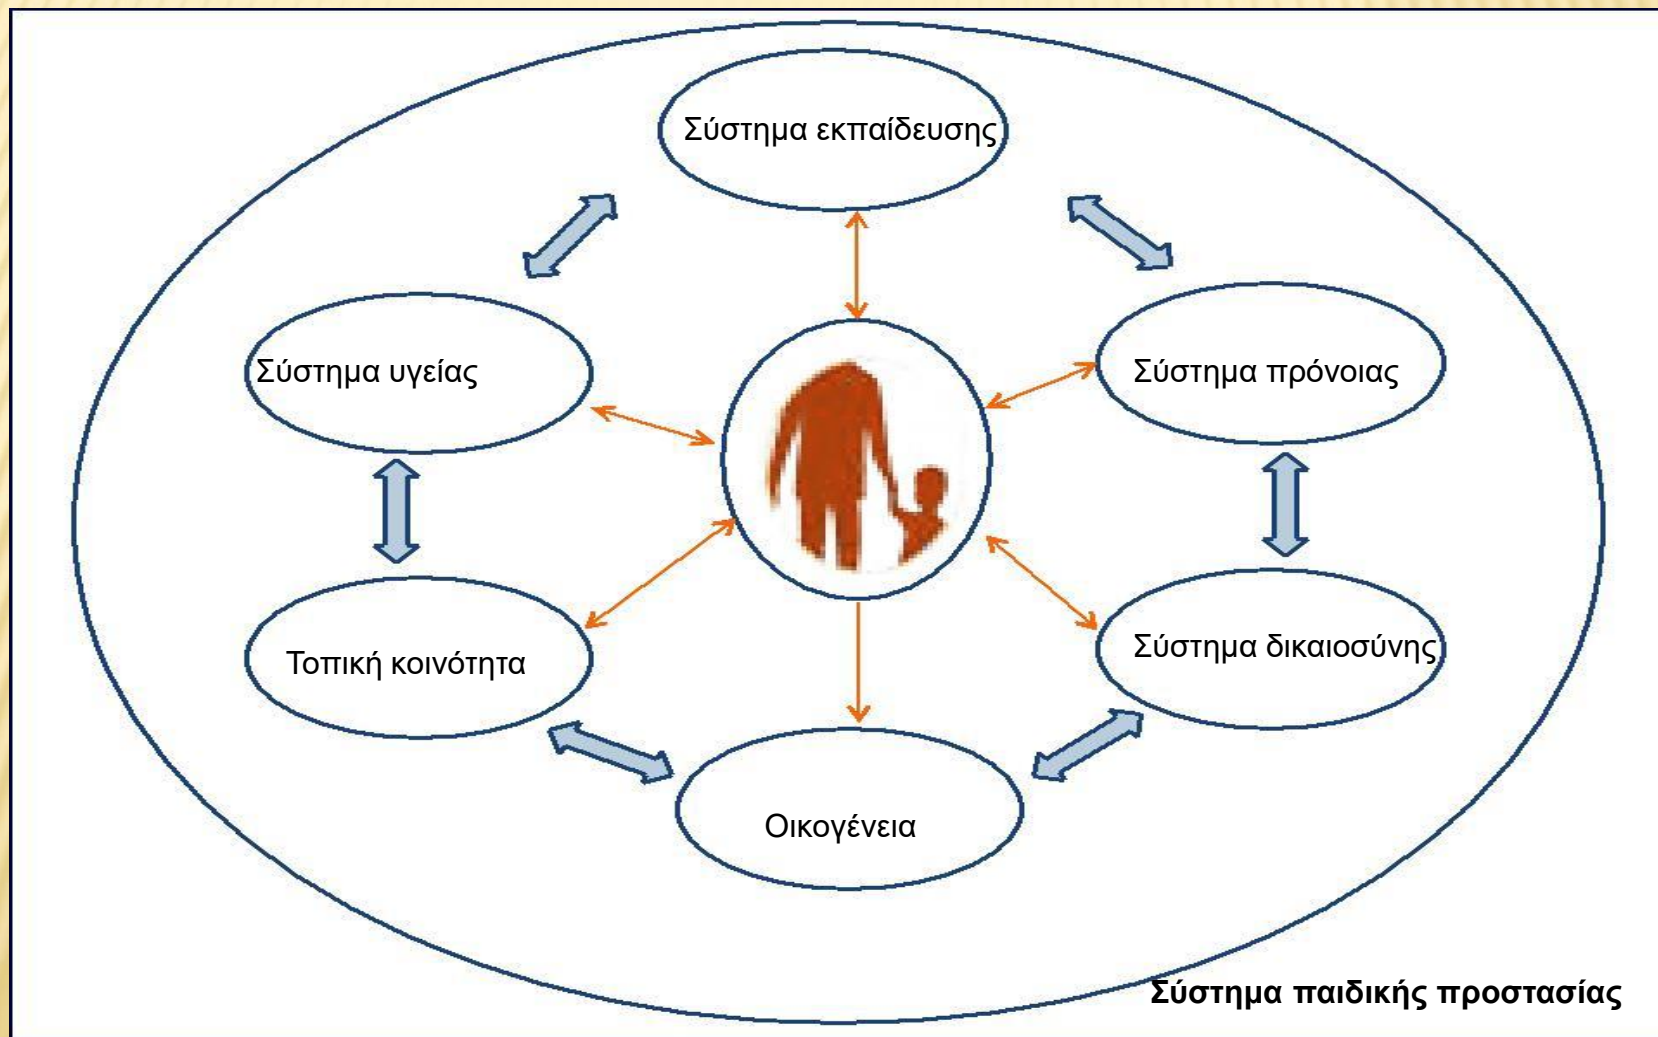 Σύστημα εκπαίδευσης
Σύστημα υγείας
Σύστημα πρόνοιας
Τοπική κοινότητα
Σύστημα δικαιοσύνης
Οικογένεια
Σύστημα παιδικής προστασίας